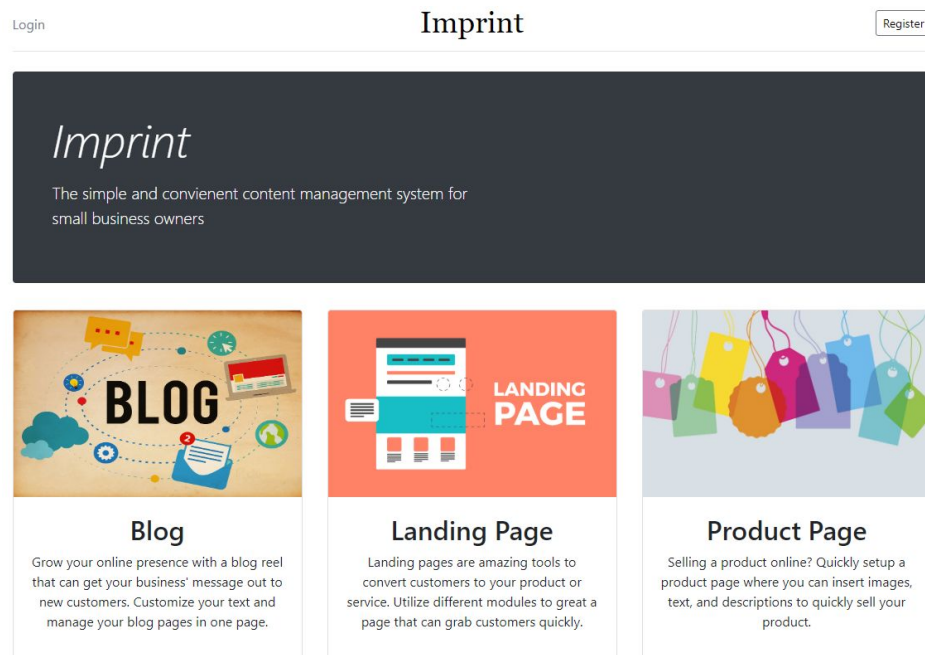 Login
Imprint
Register
Imprint
The simple and convienent content management system for
small business owners
BLOG
2
LANDING
PAGE
Blog
Grow your online presence with a blog reel
that can get your business' message out to
new customers. Customize your text and
manage your blog pages in one page.
Landing Page
Landing pages are amazing tools to
convert customers to your product or
service. Utilize different modules to great a
page that can grab customers quickly.
Product Page
Selling a product online? Quickly setup a
product page where you can insert images,
text, and descriptions to quickly sell your
product.